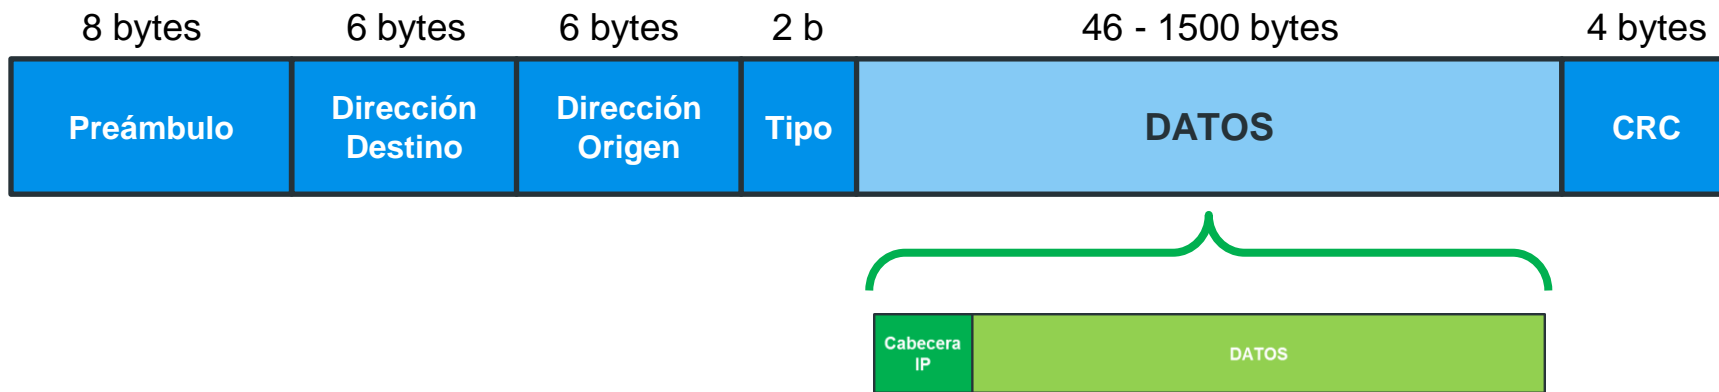 8 bytes 6 bytes 6 bytes 2 b 46 - 1500 bytes 4 bytes
Preámbulo
Dirección
Destino
Dirección
Origen
Tipo
DATOS
CRC
Cabecera
IP
DATOS